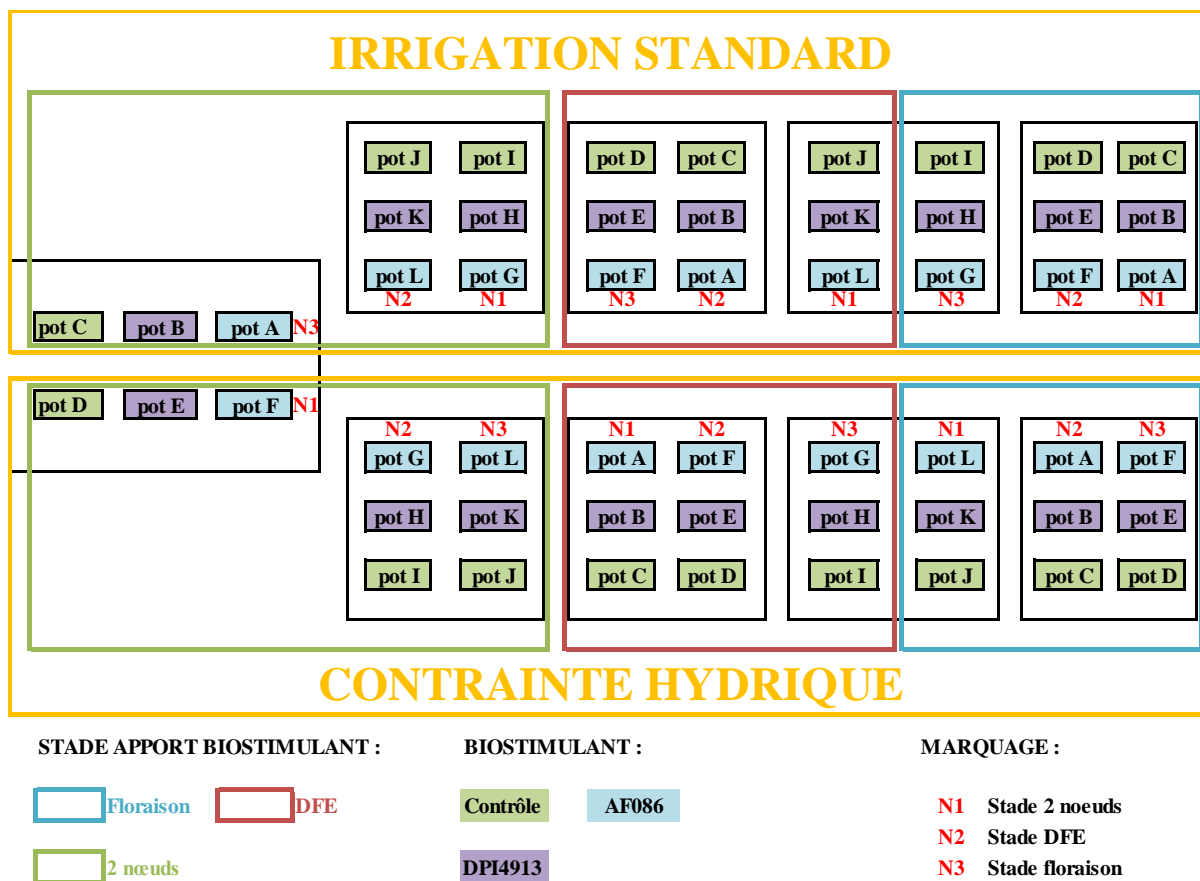 IRRIGATION STANDARD
pot J pot I pot D pot C pot J pot I pot D pot C
pot K pot H pot E pot B pot K pot H pot E pot B
pot L pot G pot F pot A pot L pot G pot F pot A
N2 N1 N3 N2 N1 N3 N2 N1
pot C pot B pot A N3
pot D pot E pot F N1
N2 N3 N1 N2 N3 N1 N2 N3
pot G pot L pot A pot F pot G pot L pot A pot F
pot H pot K pot B pot E pot H pot K pot B pot E
pot I pot J pot C pot D pot I pot J pot C pot D
CONTRAINTE HYDRIQUE
STADE APPORT BIOSTIMULANT : BIOSTIMULANT : MARQUAGE :
Floraison DFE Contrôle AF086 N1 Stade 2 noeuds
N2 Stade DFE
2 nœuds DPI4913 N3 Stade floraison